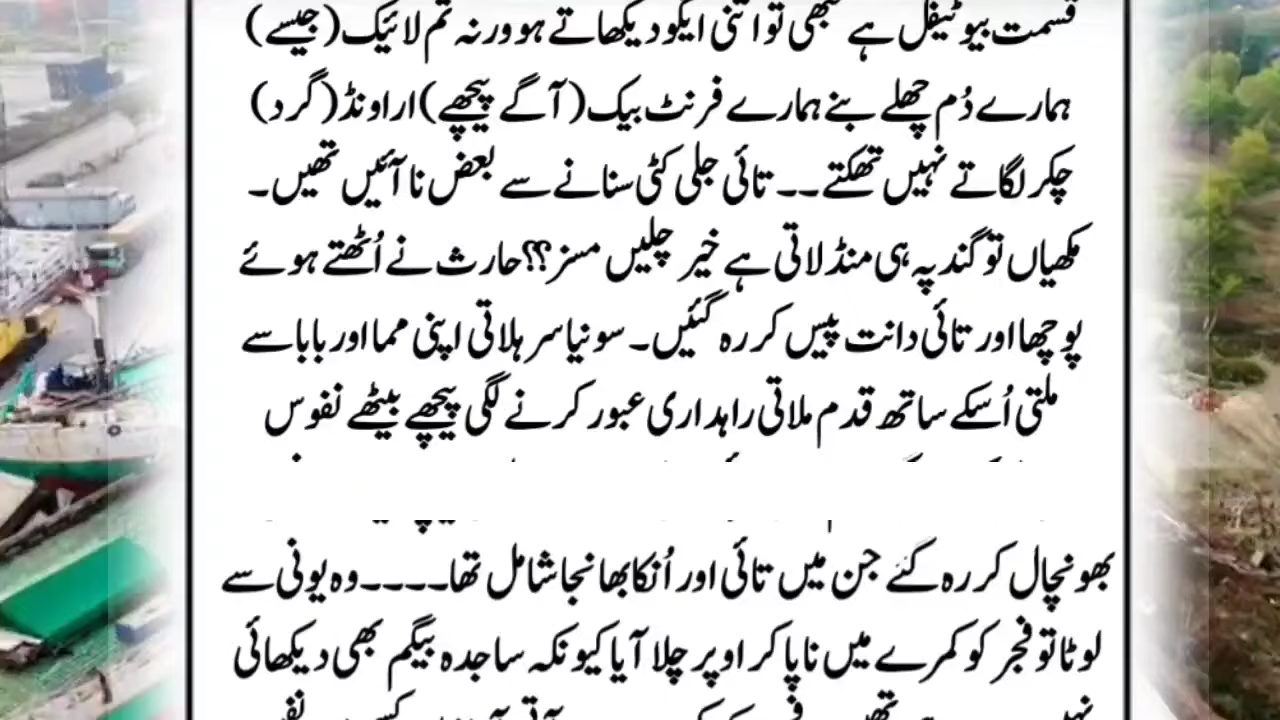 قسمت بیوٹیفل ہے تبھی تو اتنی ایکو دیکھاتے ہو ورنہ تم لائیک (جیسے)
ہمارے دُم چھلے بنے ہمارے فرنٹ بیک (آگے پیچھے) اراونڈ (گرد)
چکر لگاتے نہیں تھکتے۔۔ تائی جلی کٹی سنانے سے بعض نا آئیں تھیں۔
مکھیاں تو گند پہ ہی منڈلاتی ہے خیر چلیں مسز؟؟ حارث نے اُٹھتے ہوئے
پوچھا اور تائی دانت پیس کر رہ گئیں۔ سونیا سر ہلاتی اپنی مما اور بابا سے
ملتی اُسکے ساتھ قدم ملاتی راہداری عبور کرنے لگی پیچھے بیٹھے نفوس
بھونچال کر رہ گئے جن میں تائی اور اُنکا بھانجا شامل تھا۔۔۔۔ وہ یونی سے
لوٹا تو فجر کو کمرے میں نا پا کر اوپر چلا آیا کیونکہ ساجدہ بیگم بھی دیکھائی